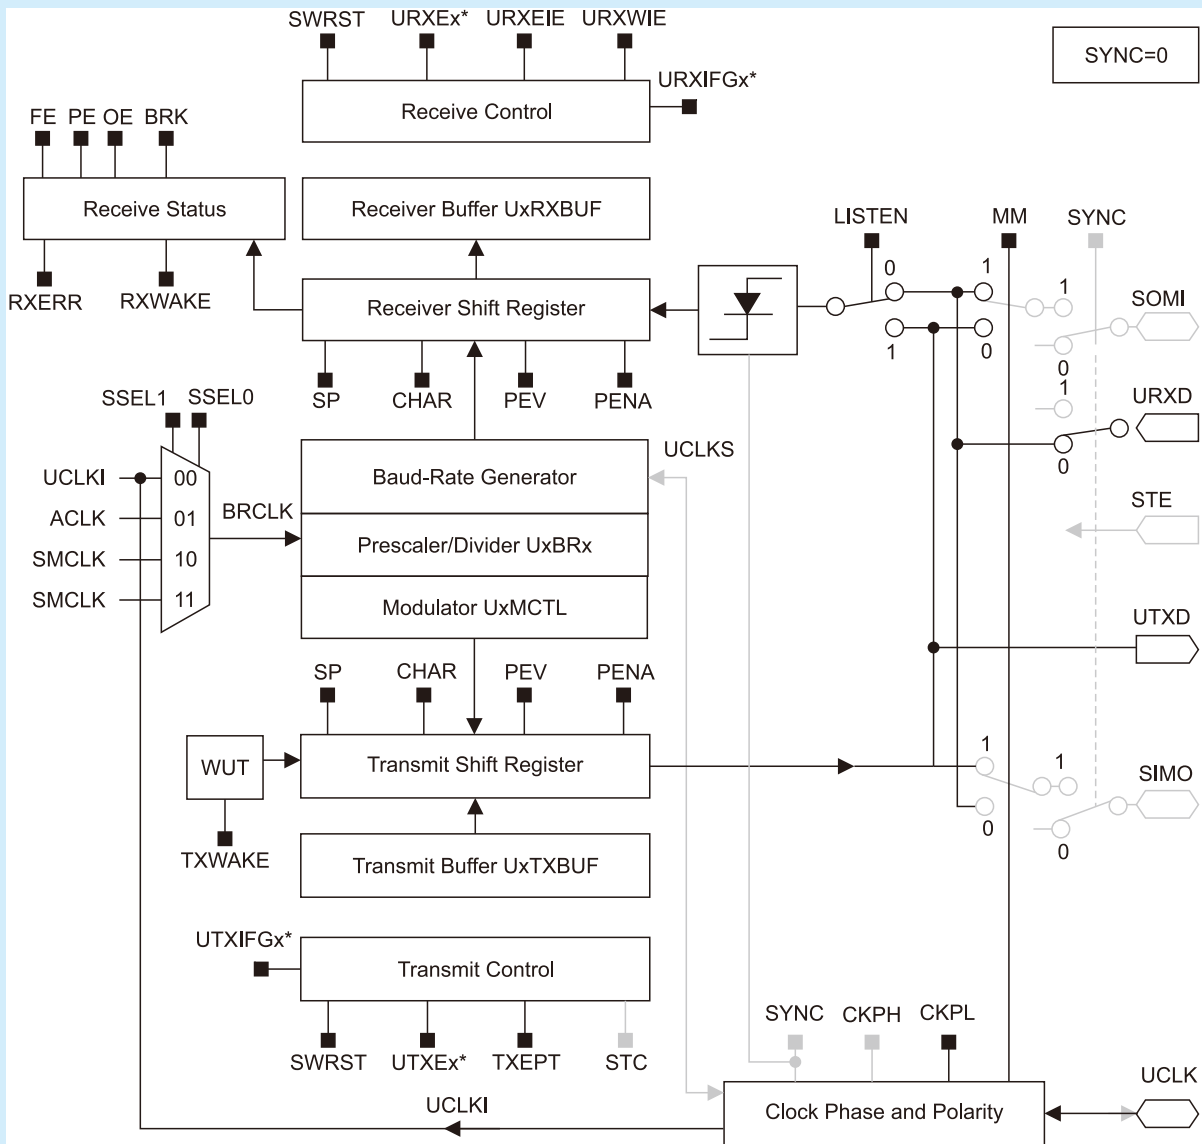 SWRST URXEx* URXEIE URXWIE
SYNC=0
URXIFGx*
Receive Control
FE PE OE BRK
Receive Status
Receiver Buffer UxRXBUF
LISTEN MM SYNC
0 1 1
RXERR RXWAKE
Receiver Shift Register
SOMI
1 0 0
SP CHAR PEV PENA
1
URXD
0
SSEL1 SSEL0
UCLKS
UCLKI 00
Baud-Rate Generator
ACLK 01
BRCLK
STE
SMCLK 10
Prescaler/Divider UxBRx
SMCLK 11
Modulator UxMCTL
UTXD
SP CHAR PEV PENA
WUT
Transmit Shift Register
1 1
SIMO
0 0
TXWAKE
Transmit Buffer UxTXBUF
UTXIFGx*
Transmit Control
SWRST UTXEx* TXEPT STC
SYNC CKPH CKPL
UCLKI
Clock Phase and Polarity
UCLK